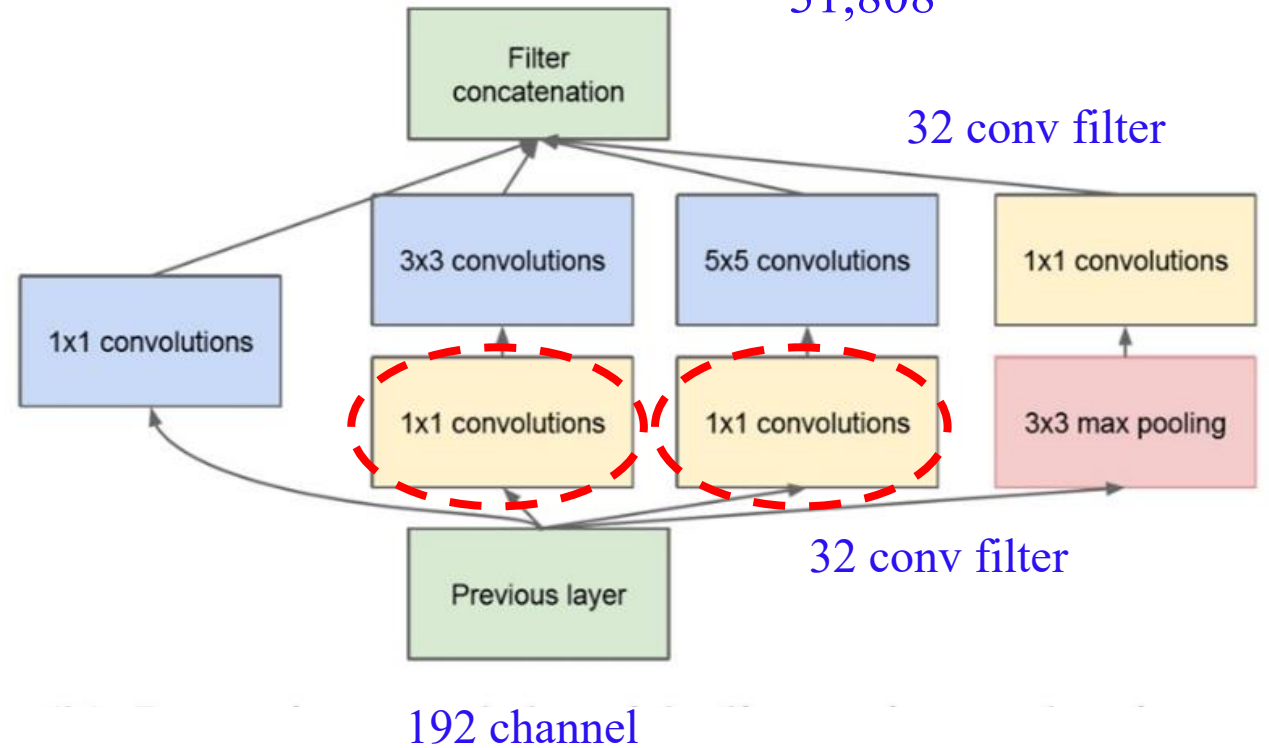 Filter
concatenation
32 conv filter
3x3 convolutions
5x5 convolutions
1x1 convolutions
1x1 convolutions
1x1 convolutions
1x1 convolutions
3x3 max pooling
32 conv filter
Previous layer
192 channel